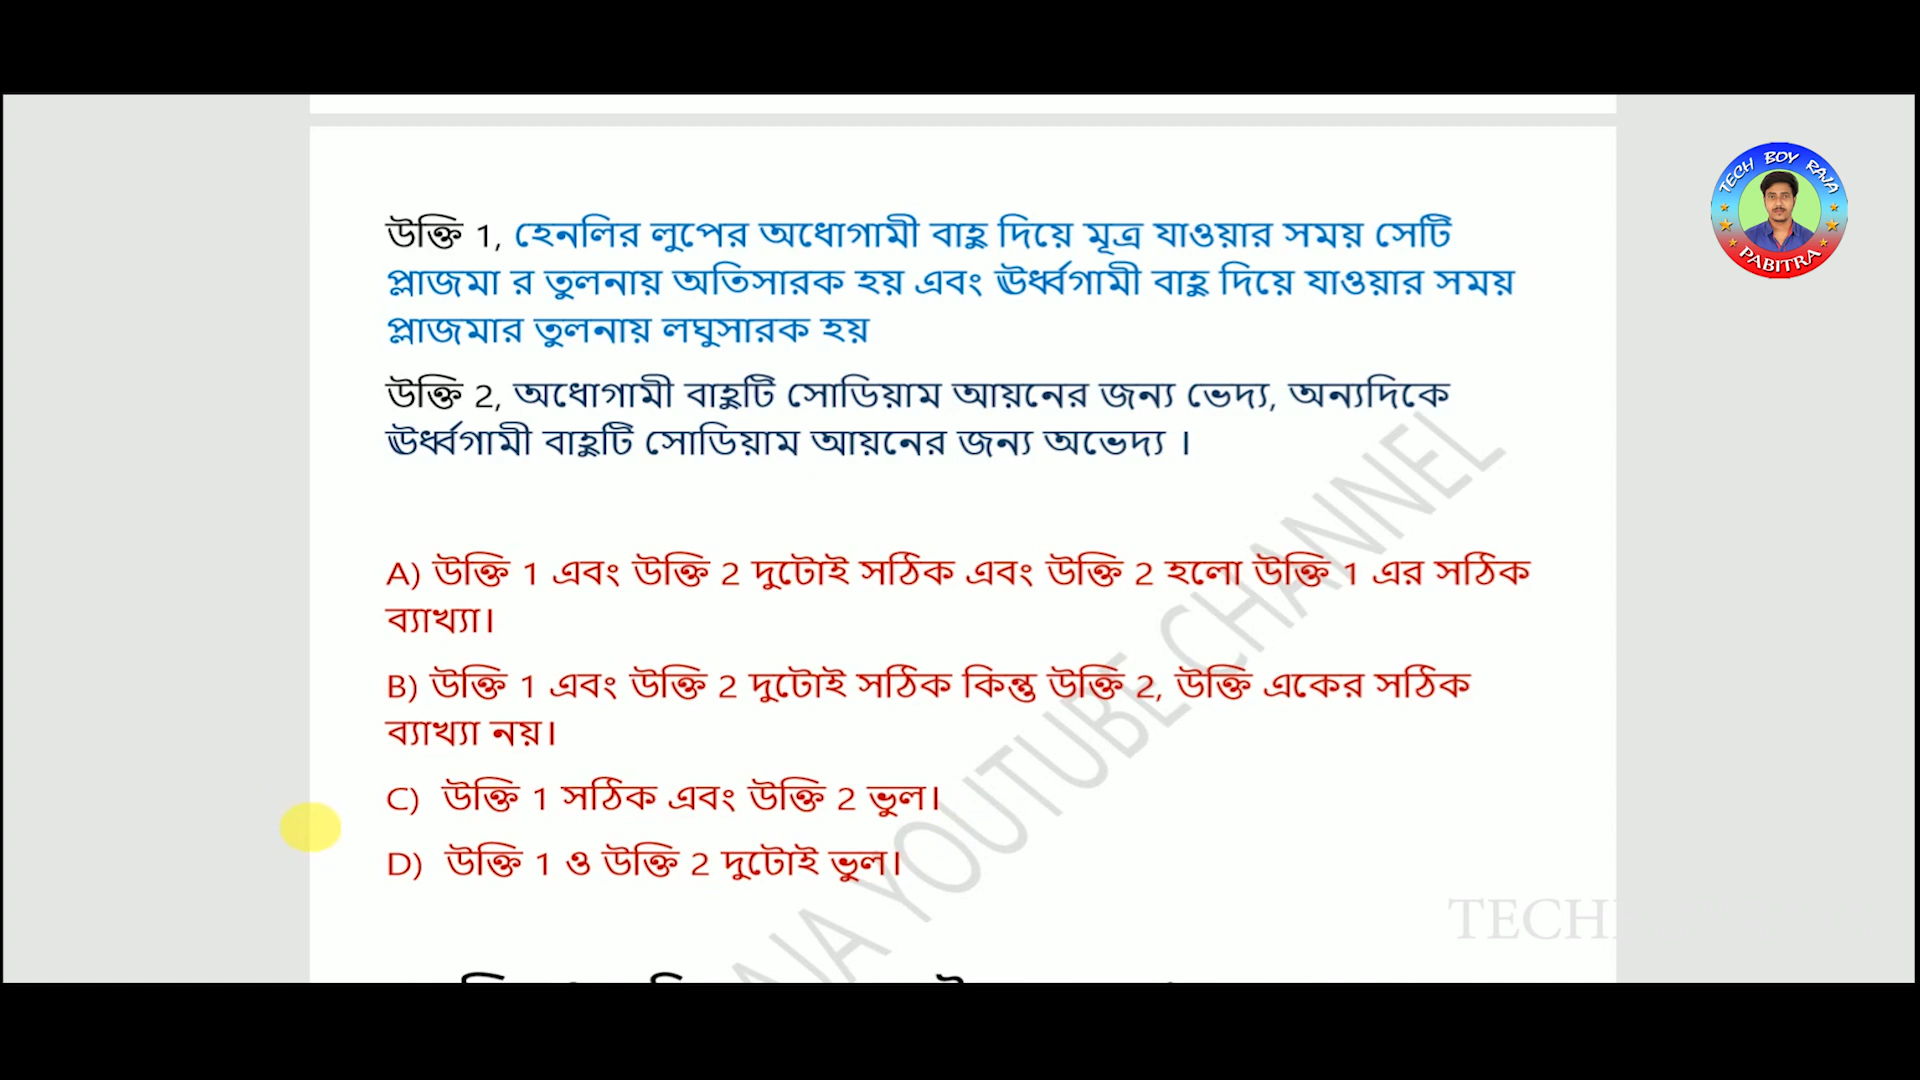 TECH BOY RAJA
PABITRA
উক্তি 1, হেনলির লুপের অধোগামী বাহু দিয়ে মূত্র যাওয়ার সময় সেটি
প্লাজমা র তুলনায় অতিসারক হয় এবং ঊর্ধ্বগামী বাহু দিয়ে যাওয়ার সময়
প্লাজমার তুলনায় লঘুসারক হয়
উক্তি 2, অধোগামী বাহুটি সোডিয়াম আয়নের জন্য ভেদ্য, অন্যদিকে
ঊর্ধ্বগামী বাহুটি সোডিয়াম আয়নের জন্য অভেদ্য ।
A) উক্তি 1 এবং উক্তি 2 দুটোই সঠিক এবং উক্তি 2 হলো উক্তি 1 এর সঠিক
ব্যাখ্যা।
B) উক্তি 1 এবং উক্তি 2 দুটোই সঠিক কিন্তু উক্তি 2, উক্তি একের সঠিক
ব্যাখ্যা নয়।
C) উক্তি 1 সঠিক এবং উক্তি 2 ভুল।
D) উক্তি 1 ও উক্তি 2 দুটোই ভুল।
YOUTUBE CHANNEL
TECH